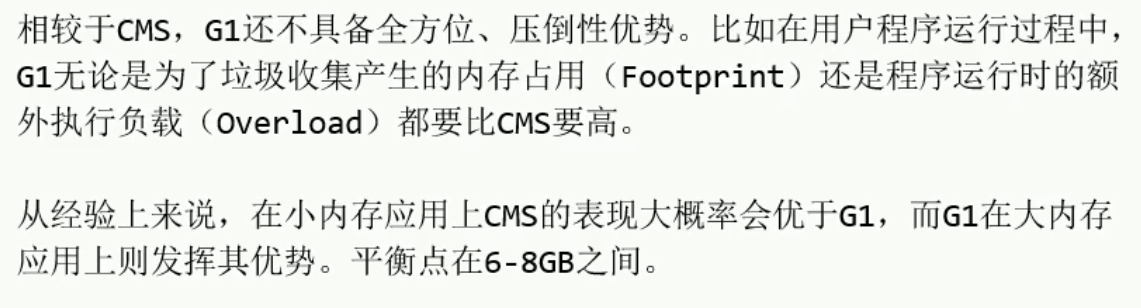 相较于CMS，G1还不具备全方位、压倒性优势。比如在用户程序运行过程中，
G1无论是为了垃圾收集产生的内存占用（Footprint）还是程序运行时的额
外执行负载（Overload）都要比CMS要高。
从经验上来说，在小内存应用上CMS的表现大概率会优于G1，而G1在大内存
应用上则发挥其优势。平衡点在6-8GB之间。